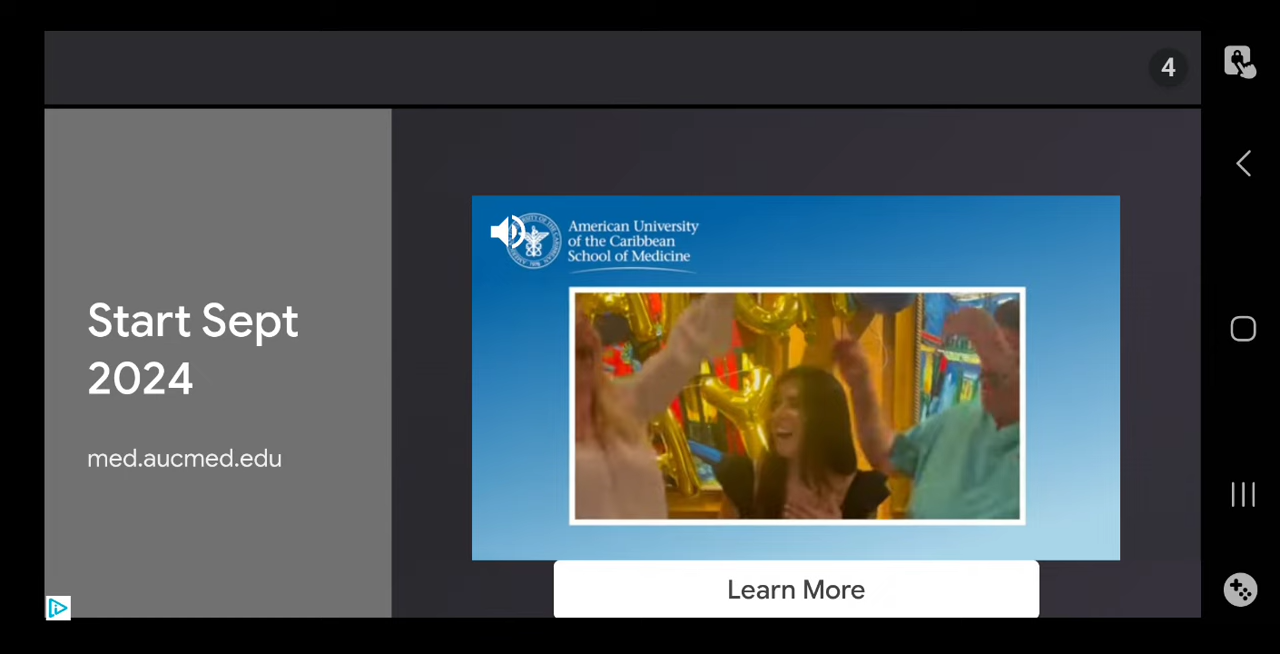 4
Start Sept
2024
med.aucmed.edu
American University
of the Caribbean
School of Medicine
Learn More